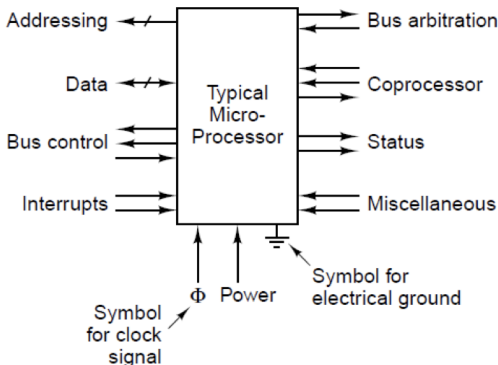 Addressing
Bus arbitration
Data
Typical
Micro-
Processor
Coprocessor
Bus control
Status
Interrupts
Miscellaneous
Φ Power
Symbol for
electrical ground
Symbol
for clock
signal